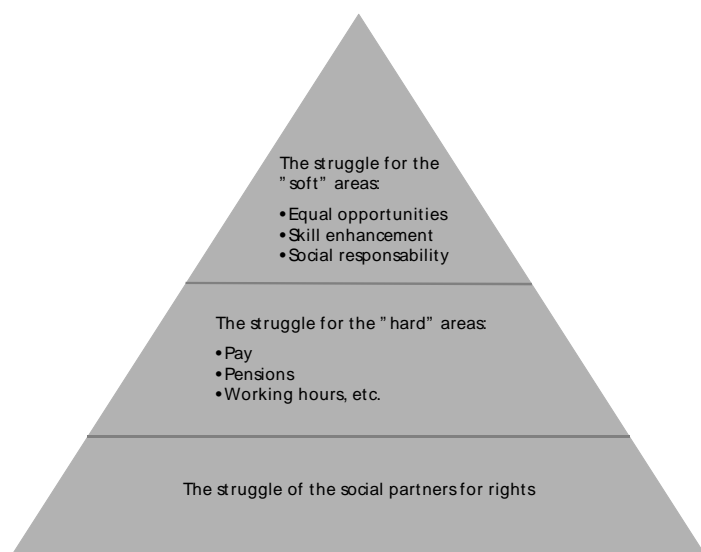 The struggle for the
”soft” areas:
•Equal opportunities
•Skill enhancement
•Social responsability
The struggle for the ”hard” areas:
•Pay
•Pensions
•Working hours, etc.
The struggle of the social partners for rights